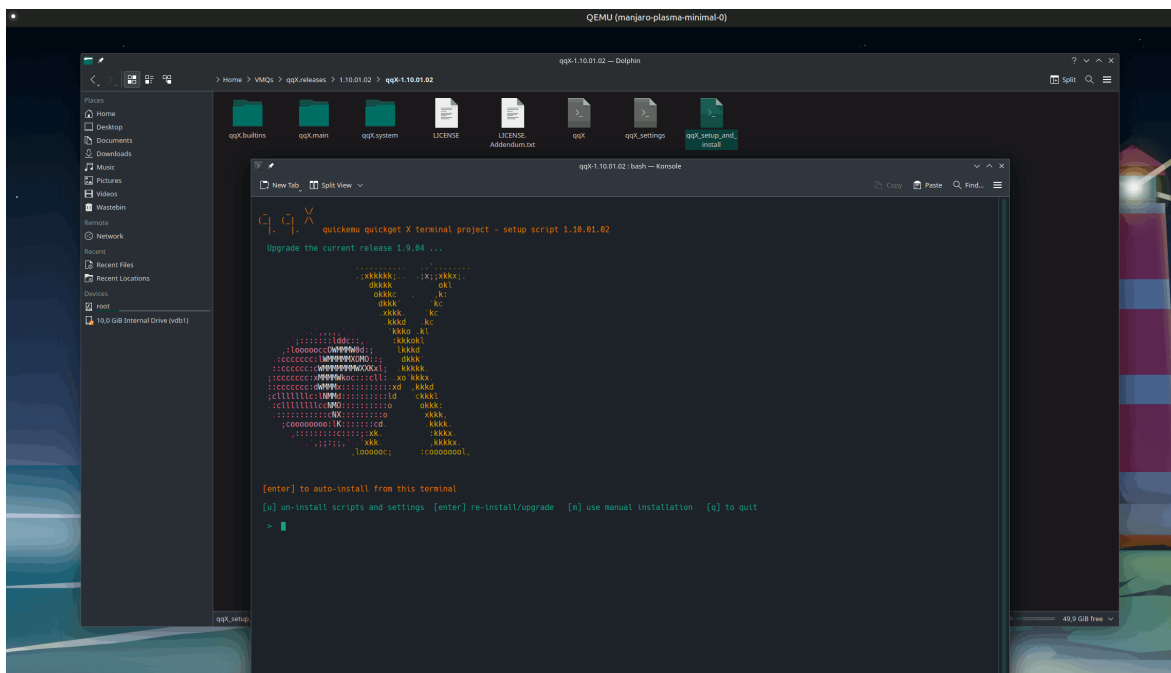 QEMU (manjaro-plasma-minimal-0)
qqX-1.10.01.02 — Dolphin
> Home > VMQs > qqX.releases > 1.10.01.02 > qqX-1.10.01.02
Split
Places
Home
Desktop
Documents
Downloads
Music
Pictures
Videos
Wastebin
Remote
Network
Recent
Recent Files
Recent Locations
Devices
root
10,0 GiB Internal Drive (vdb1)
qqX.builtins
qqX.main
qqX.system
LICENSE
LICENSE.
Addendum.txt
qqX
qqX_settings
qqX_setup_and_
install
qqX-1.10.01.02 : bash — Konsole
New Tab
Split View
Copy
Paste
Find...
quickemu quickget X terminal project - setup script 1.10.01.02
Upgrade the current release 1.9.04 ...
[enter] to auto-install from this terminal
[u] un-install scripts and settings [enter] re-install/upgrade [m] use manual installation [q] to quit
>
qqX_setup
49,9 GiB free